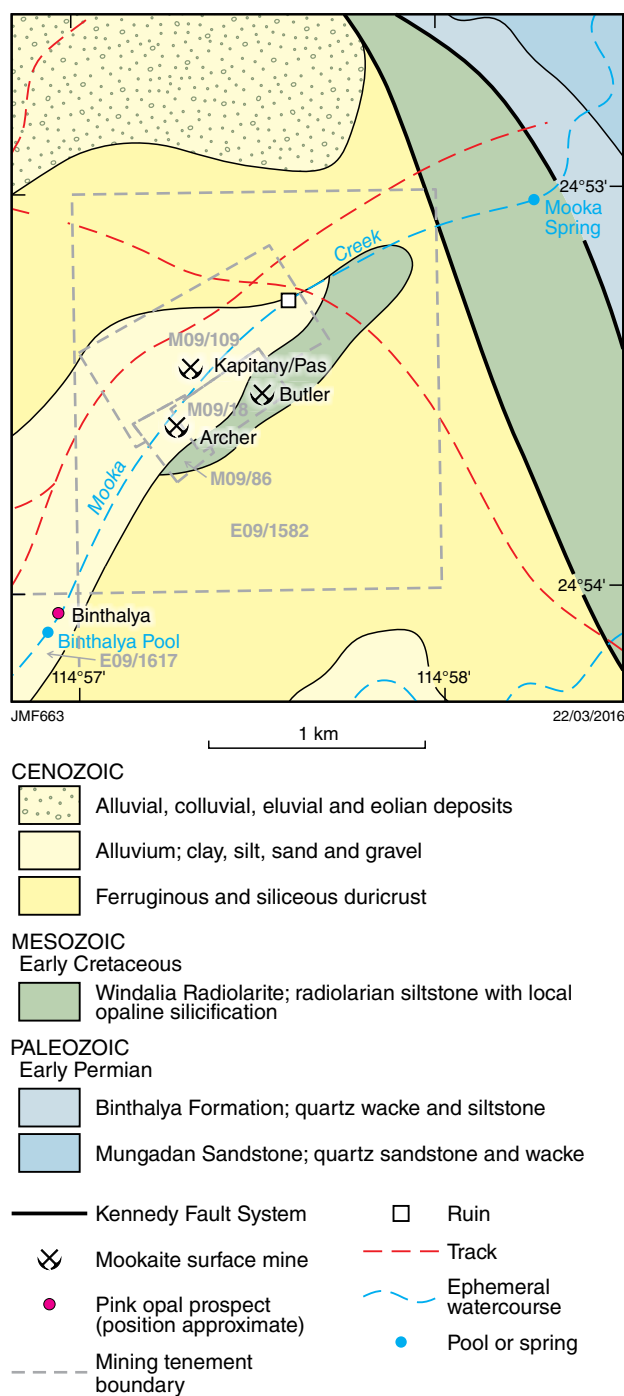 24°53'
Mooka
Spring
Creek
M09/109
Kapitany/Pas
Butler
M09/18
Archer
Mooka
M09/86
E09/1582
24°54'
Binthalya
Binthalya Pool
E09/1617
114°57'
114°58'
JMF663
22/03/2016
1 km
CENOZOIC
Alluvial, colluvial, eluvial and eolian deposits
Alluvium; clay, silt, sand and gravel
Ferruginous and siliceous duricrust
MESOZOIC
Early Cretaceous
Windalia Radiolarite; radiolarian siltstone with local
opaline silicification
PALEOZOIC
Early Permian
Binthalya Formation; quartz wacke and siltstone
Mungadan Sandstone; quartz sandstone and wacke
Kennedy Fault System
Mookaite surface mine
Pink opal prospect
(position approximate)
Mining tenement
boundary
Ruin
Track
Ephemeral
watercourse
Pool or spring